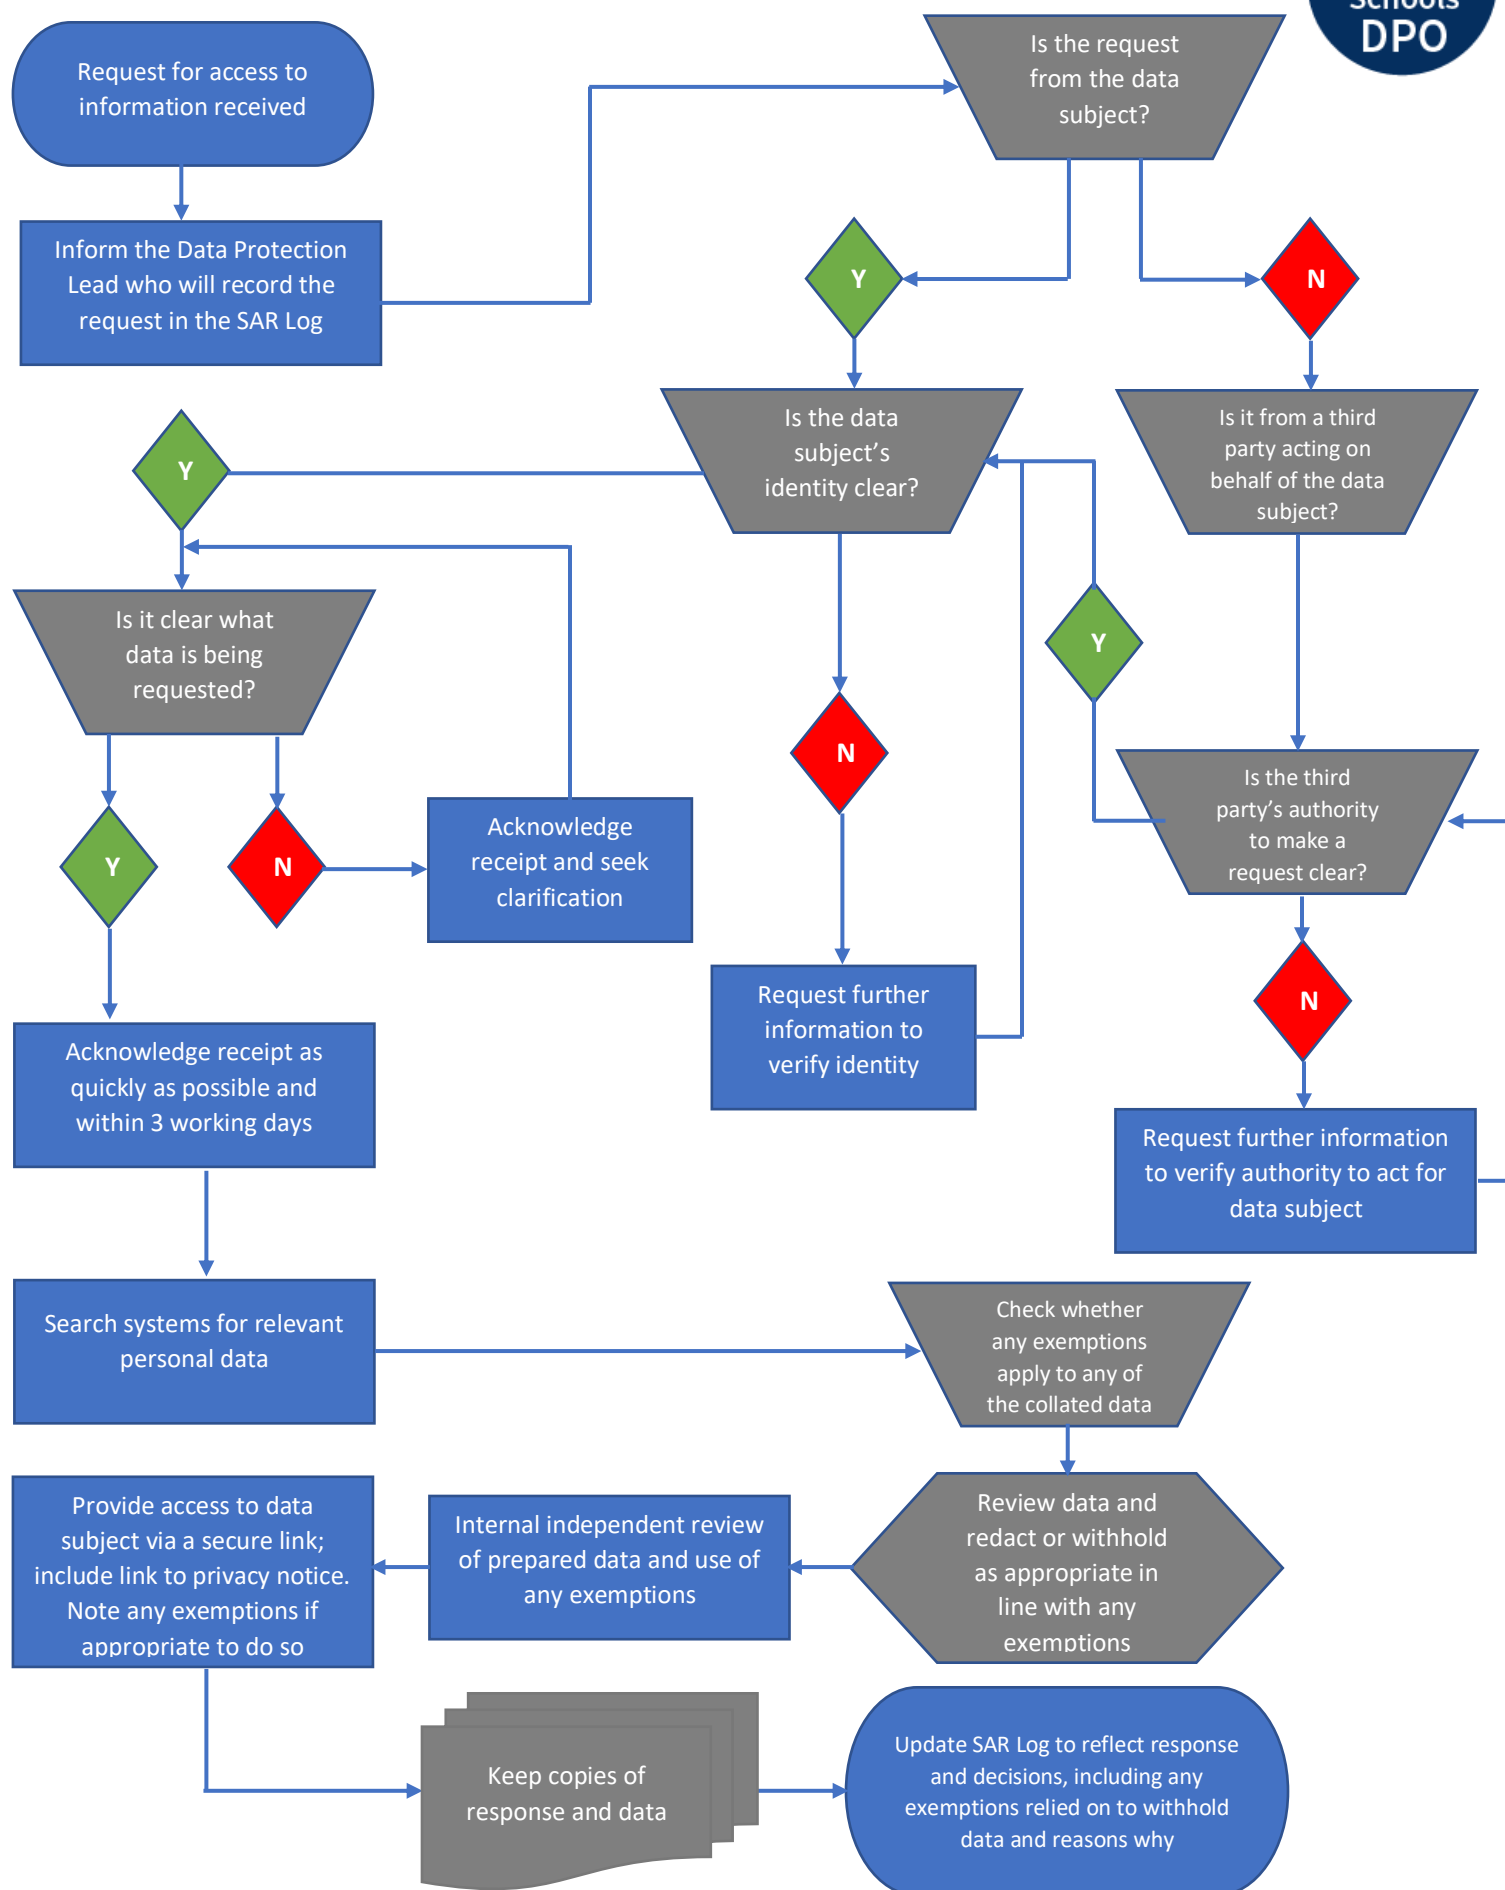 Schools
DPO
Request for access to
information received
Is the request
from the data
subject?
Inform the Data Protection
Lead who will record the
request in the SAR Log
Y
N
Is the data
subject's
identity clear?
Is it from a third
party acting on
behalf of the data
subject?
Y
Is it clear what
data is being
requested?
Y
N
Is the third
party's authority
to make a
request clear?
Y
N
Acknowledge
receipt and seek
clarification
N
Request further
information to
verify identity
Acknowledge receipt as
quickly as possible and
within 3 working days
Request further information
to verify authority to act for
data subject
Search systems for relevant
personal data
Check whether
any exemptions
apply to any of
the collated data
Provide access to data
subject via a secure link;
include link to privacy notice.
Note any exemptions if
appropriate to do so
Internal independent review
of prepared data and use of
any exemptions
Review data and
redact or withhold
as appropriate in
line with any
exemptions
Keep copies of
response and data
Update SAR Log to reflect response
and decisions, including any
exemptions relied on to withhold
data and reasons why